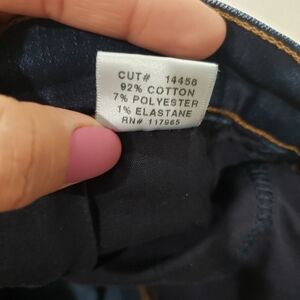 CUT# 14456
92% COTTON
7% POLYESTER
1% ELASTANE
RN# 117965